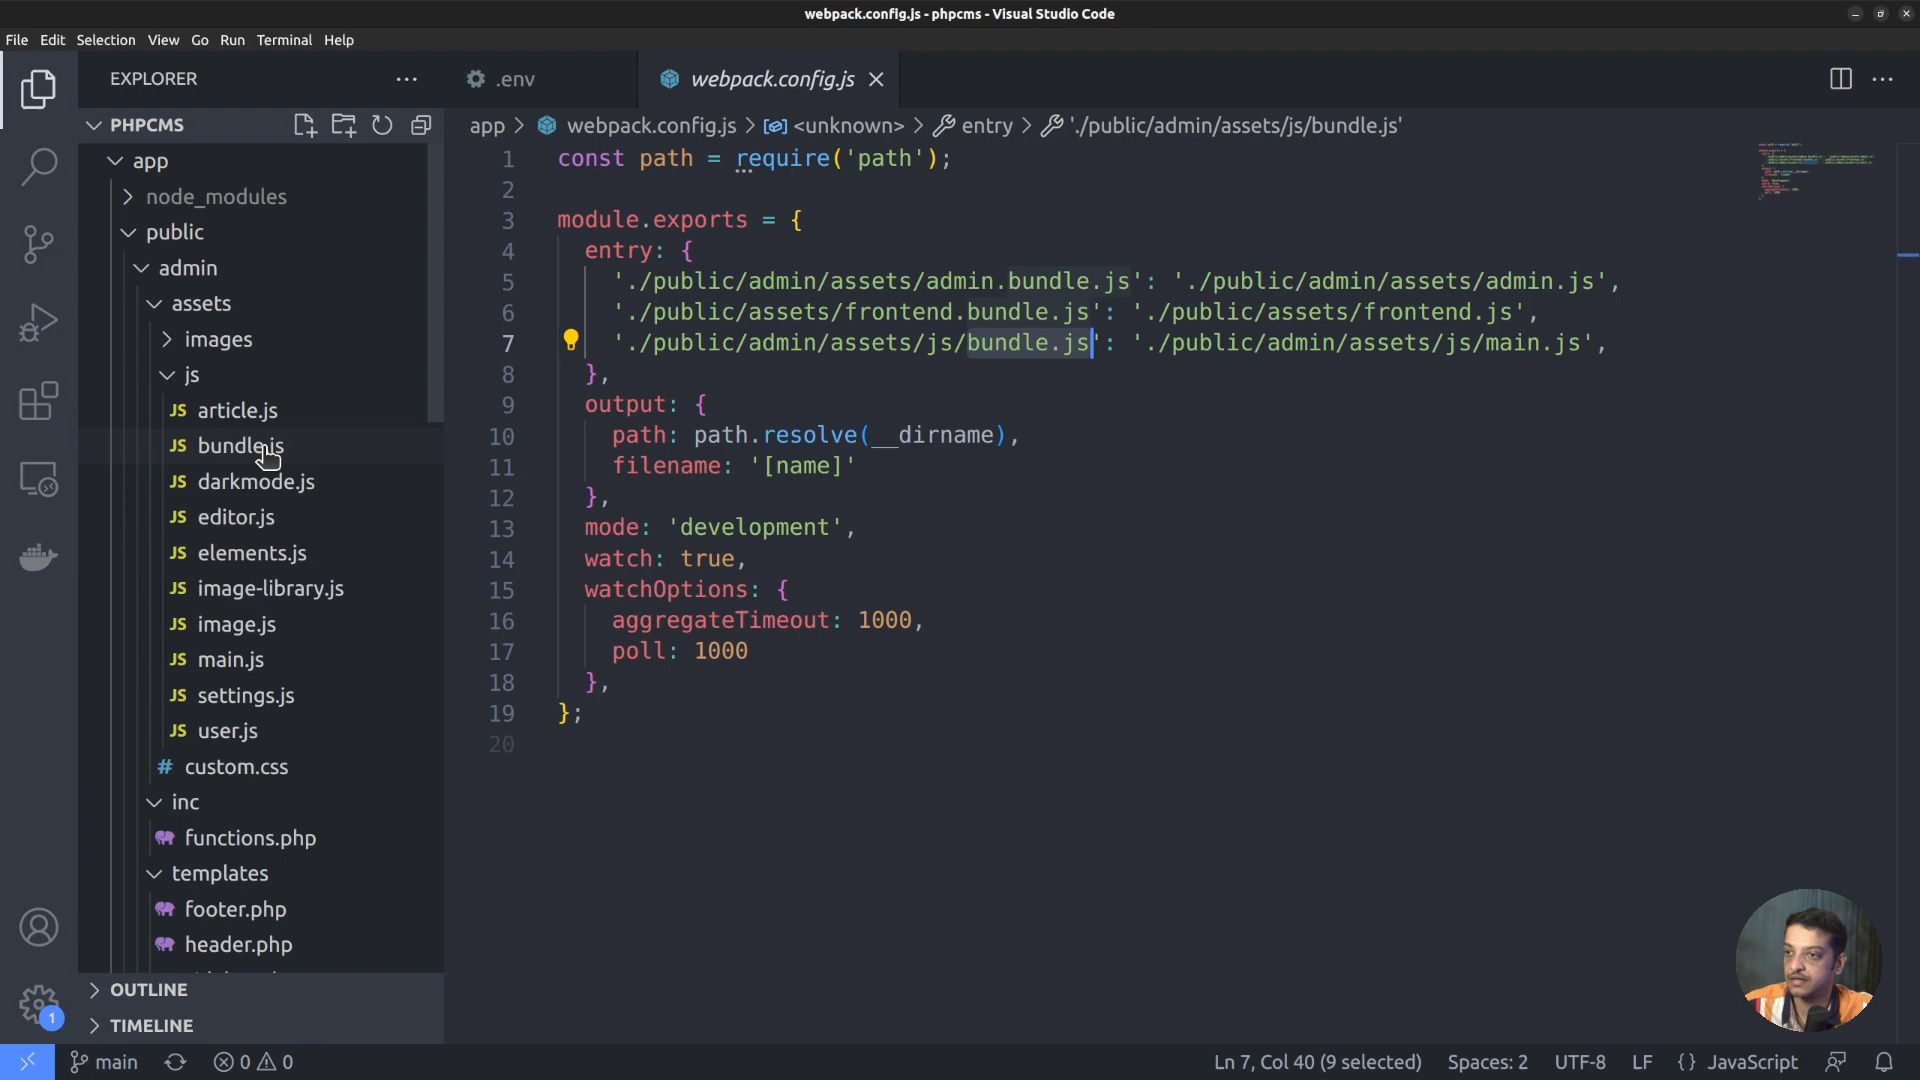 webpack.config.js - phpcms - Visual Studio Code
File Edit Selection View Go Run Terminal Help
EXPLORER
.env
webpack.config.js
PHPCMS
app > webpack.config.js > <unknown> > entry > './public/admin/assets/js/bundle.js'
app
node_modules
public
admin
assets
images
js
JS article.js
JS bundle.js
JS darkmode.js
JS editor.js
JS elements.js
JS image-library.js
JS image.js
JS main.js
JS settings.js
JS user.js
# custom.css
inc
functions.php
templates
footer.php
header.php
OUTLINE
TIMELINE
1 const path = require('path');
2
3 module.exports = {
4 entry: {
5 './public/admin/assets/admin.bundle.js': './public/admin/assets/admin.js',
6 './public/assets/frontend.bundle.js': './public/assets/frontend.js',
7 './public/admin/assets/js/bundle.js': './public/admin/assets/js/main.js',
8 },
9 output: {
10 path: path.resolve(__dirname),
11 filename: '[name]'
12 },
13 mode: 'development',
14 watch: true,
15 watchOptions: {
16 aggregateTimeout: 1000,
17 poll: 1000
18 },
19 };
20
1
main
0 0
Ln 7, Col 40 (9 selected)
Spaces: 2
UTF-8
LF
{ } JavaScript